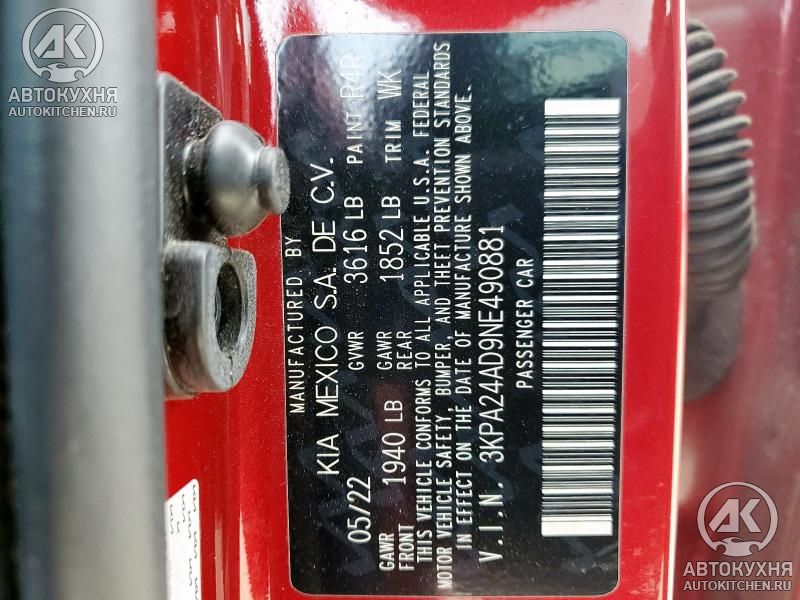 АВТОКУХНЯ
AUTOKITCHEN.RU
MANUFACTURED BY
KIA MEXICO S.A. DE C.V.
05/22 GVWR 3616 LB PAINT R4R
GAWR FRONT 1940 LB GAWR REAR 1852 LB TRIM WK
THIS VEHICLE CONFORMS TO ALL APPLICABLE U.S.A. FEDERAL
MOTOR VEHICLE SAFETY, BUMPER, AND THEFT PREVENTION STANDARDS
IN EFFECT ON THE DATE OF MANUFACTURE SHOWN ABOVE.
V.I.N. 3KPA24AD9NE490881
PASSENGER CAR
АВТОКУХНЯ
AUTOKITCHEN.RU